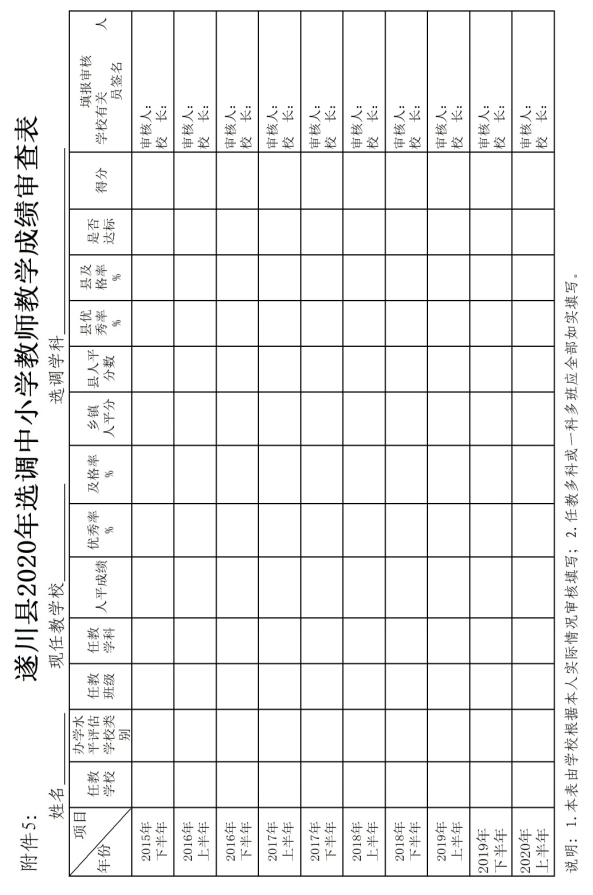 附件5:
遂川县2020年选调中小学教师教学成绩审查表
姓名 现任教学校 选调学科
项目
年份
任教
学校
办学水
平评估
学校类
别
任教
班级
任教
学科
人平成绩
优秀率
%
及格率
%
乡镇
人平分
县人平
分数
县优
秀率
%
县及
格率
%
是否
达标
得分
填报审核 人
学校有关
员签名
2015年
下半年
审核人：
校 长：
2016年
上半年
审核人：
校 长：
2016年
下半年
审核人：
校 长：
2017年
上半年
审核人：
校 长：
2017年
下半年
审核人：
校 长：
2018年
上半年
审核人：
校 长：
2018年
下半年
审核人：
校 长：
2019年
上半年
审核人：
校 长：
2019年
下半年
审核人：
校 长：
2020年
上半年
审核人：
校 长：
说明：1.本表由学校根据本人实际情况审核填写；2.任教多科或一科多班应全部如实填写。